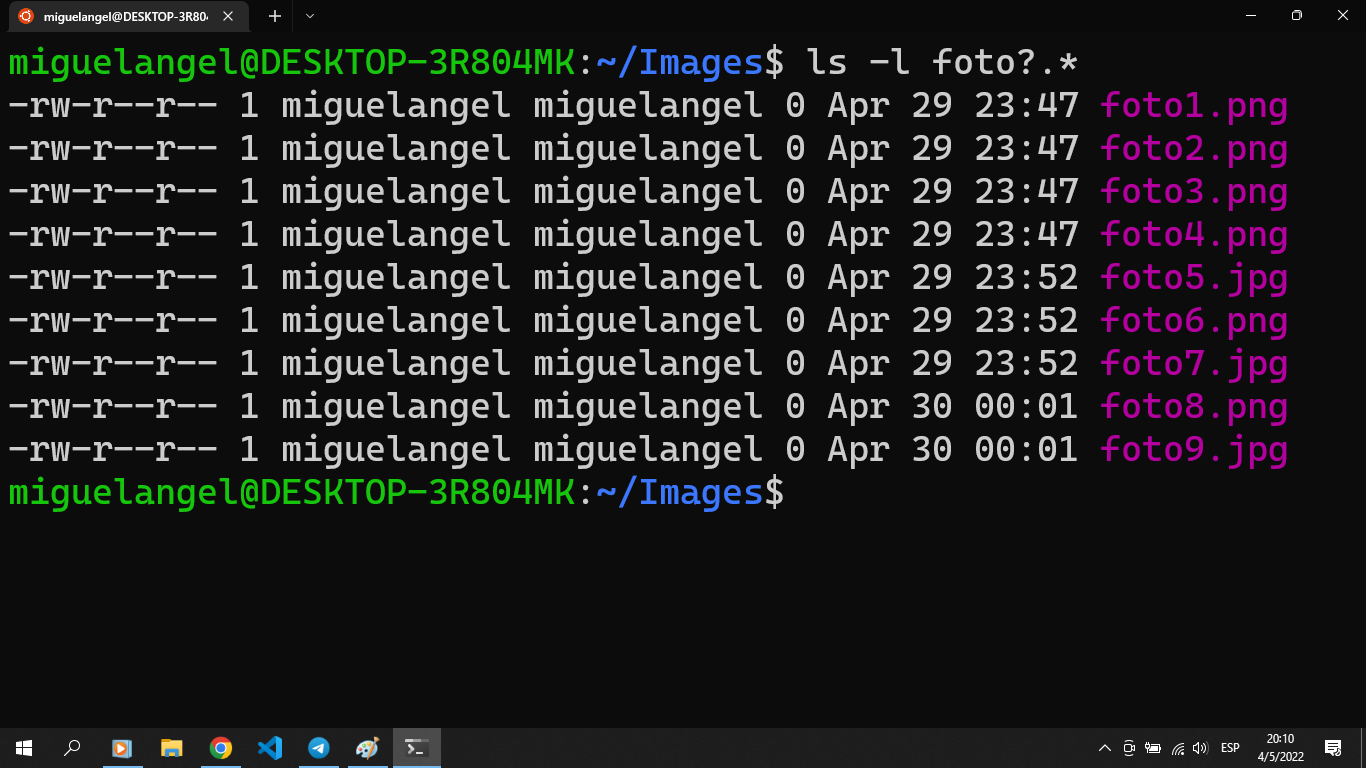 miguelangel@DESKTOP-3R80
miguelangel@DESKTOP-3R804MK:~/Images$ ls -l foto?.*
-rw-r--r-- 1 miguelangel miguelangel 0 Apr 29 23:47 foto1.png
-rw-r--r-- 1 miguelangel miguelangel 0 Apr 29 23:47 foto2.png
-rw-r--r-- 1 miguelangel miguelangel 0 Apr 29 23:47 foto3.png
-rw-r--r-- 1 miguelangel miguelangel 0 Apr 29 23:47 foto4.png
-rw-r--r-- 1 miguelangel miguelangel 0 Apr 29 23:52 foto5.jpg
-rw-r--r-- 1 miguelangel miguelangel 0 Apr 29 23:52 foto6.png
-rw-r--r-- 1 miguelangel miguelangel 0 Apr 29 23:52 foto7.jpg
-rw-r--r-- 1 miguelangel miguelangel 0 Apr 30 00:01 foto8.png
-rw-r--r-- 1 miguelangel miguelangel 0 Apr 30 00:01 foto9.jpg
miguelangel@DESKTOP-3R804MK:~/Images$
ESP
20:10
4/5/2022